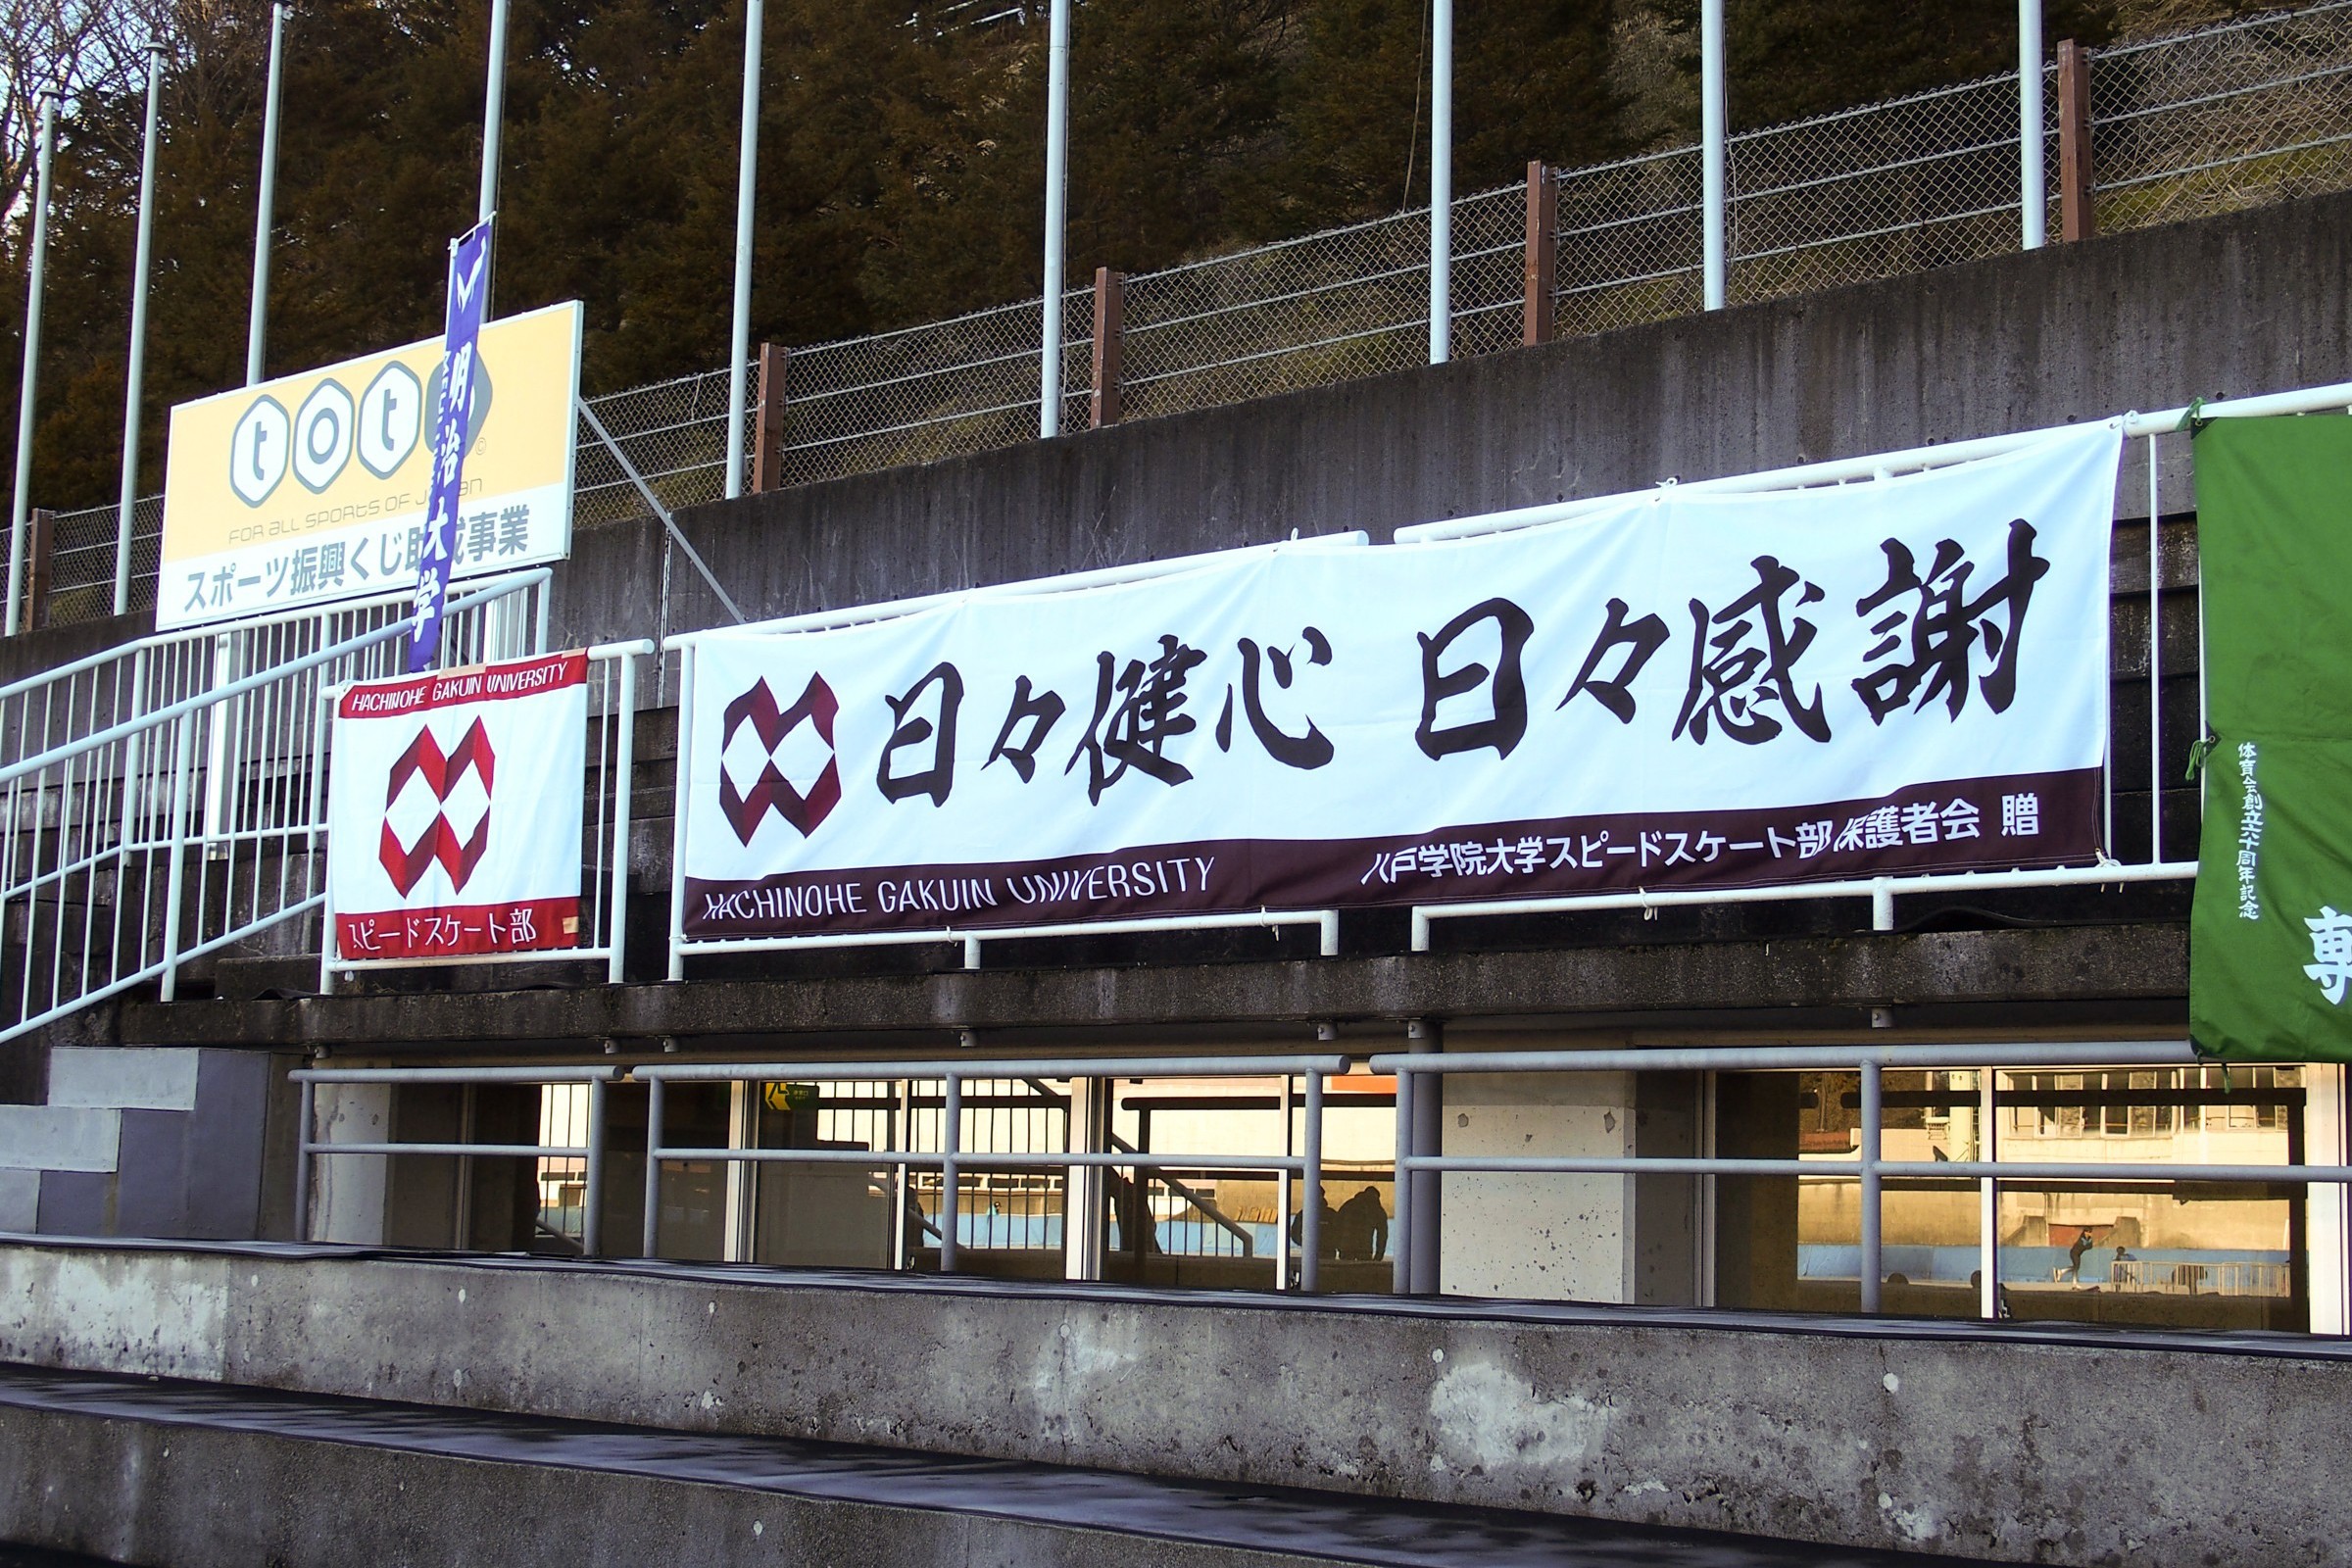 toto
FOR ALL SPORTS OF JAPAN
スポーツ振興くじ助成事業
明治大学
HACHINOHE GAKUIN UNIVERSITY
スピードスケート部
日々健心 日々感謝
HACHINOHE GAKUIN UNIVERSITY
八戸学院大学スピードスケート部保護者会 贈
体育会創立六十周年記念
専